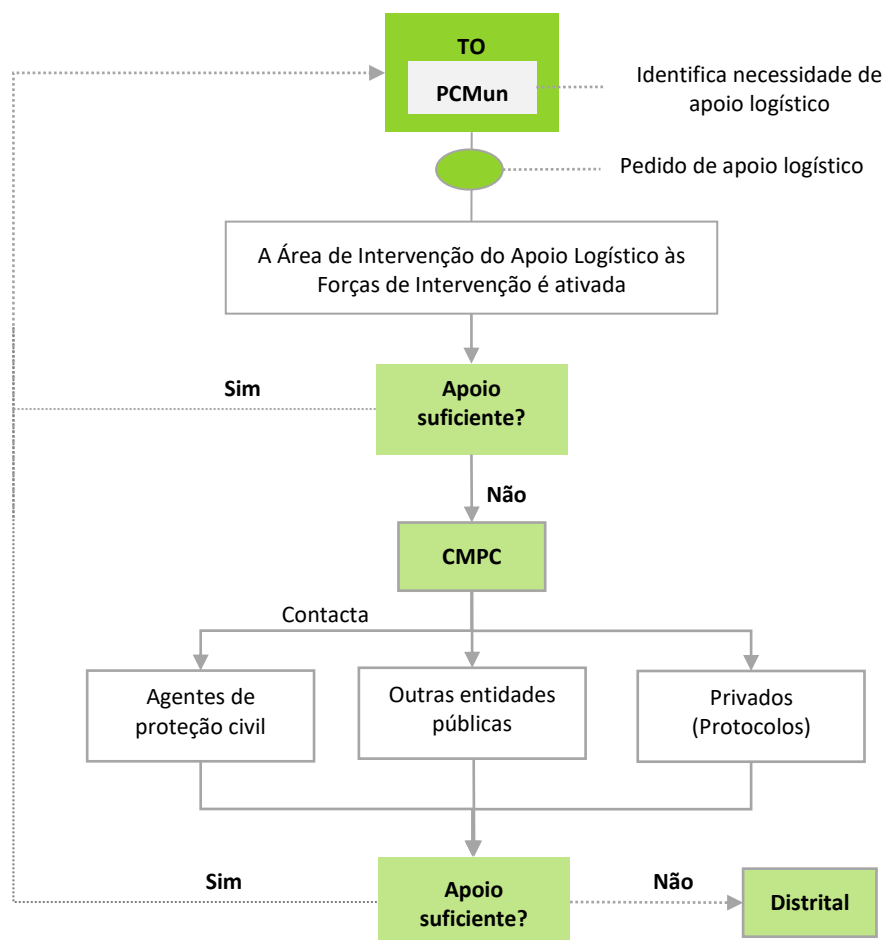 TO
PCMun
Identifica necessidade de
apoio logístico
Pedido de apoio logístico
A Área de Intervenção do Apoio Logístico às
Forças de Intervenção é ativada
Sim
Apoio
suficiente?
Não
CMPC
Contacta
Agentes de
proteção civil
Outras entidades
públicas
Privados
(Protocolos)
Sim
Apoio
suficiente?
Não
Distrital